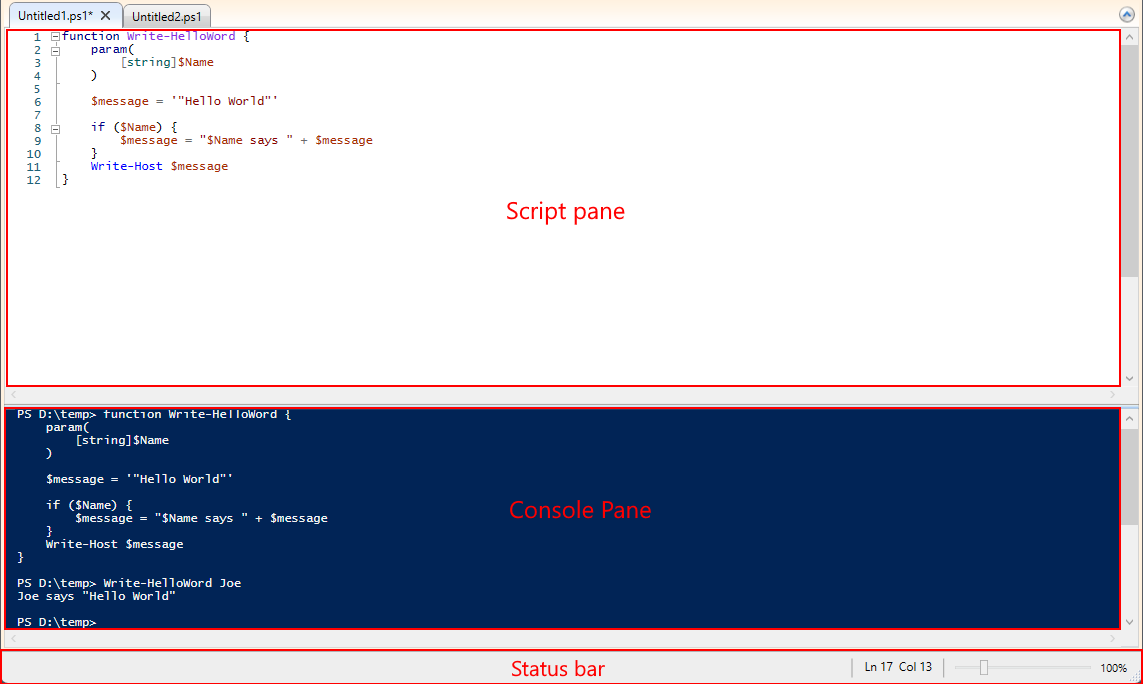 Untitled1.ps1* Untitled2.ps1
1 function Write-HelloWord {
2     param(
3         [string]$Name
4     )
5
6     $message = '"Hello World"'
7
8     if ($Name) {
9         $message = "$Name says " + $message
10     }
11     Write-Host $message
12 }
Script pane
PS D:\temp> function Write-HelloWord {
    param(
        [string]$Name
    )
    $message = '"Hello World"'
    if ($Name) {
        $message = "$Name says " + $message
    }
    Write-Host $message
}
Console Pane
PS D:\temp> Write-HelloWord Joe
Joe says "Hello World"
PS D:\temp>
Status bar Ln 17 Col 13 100%